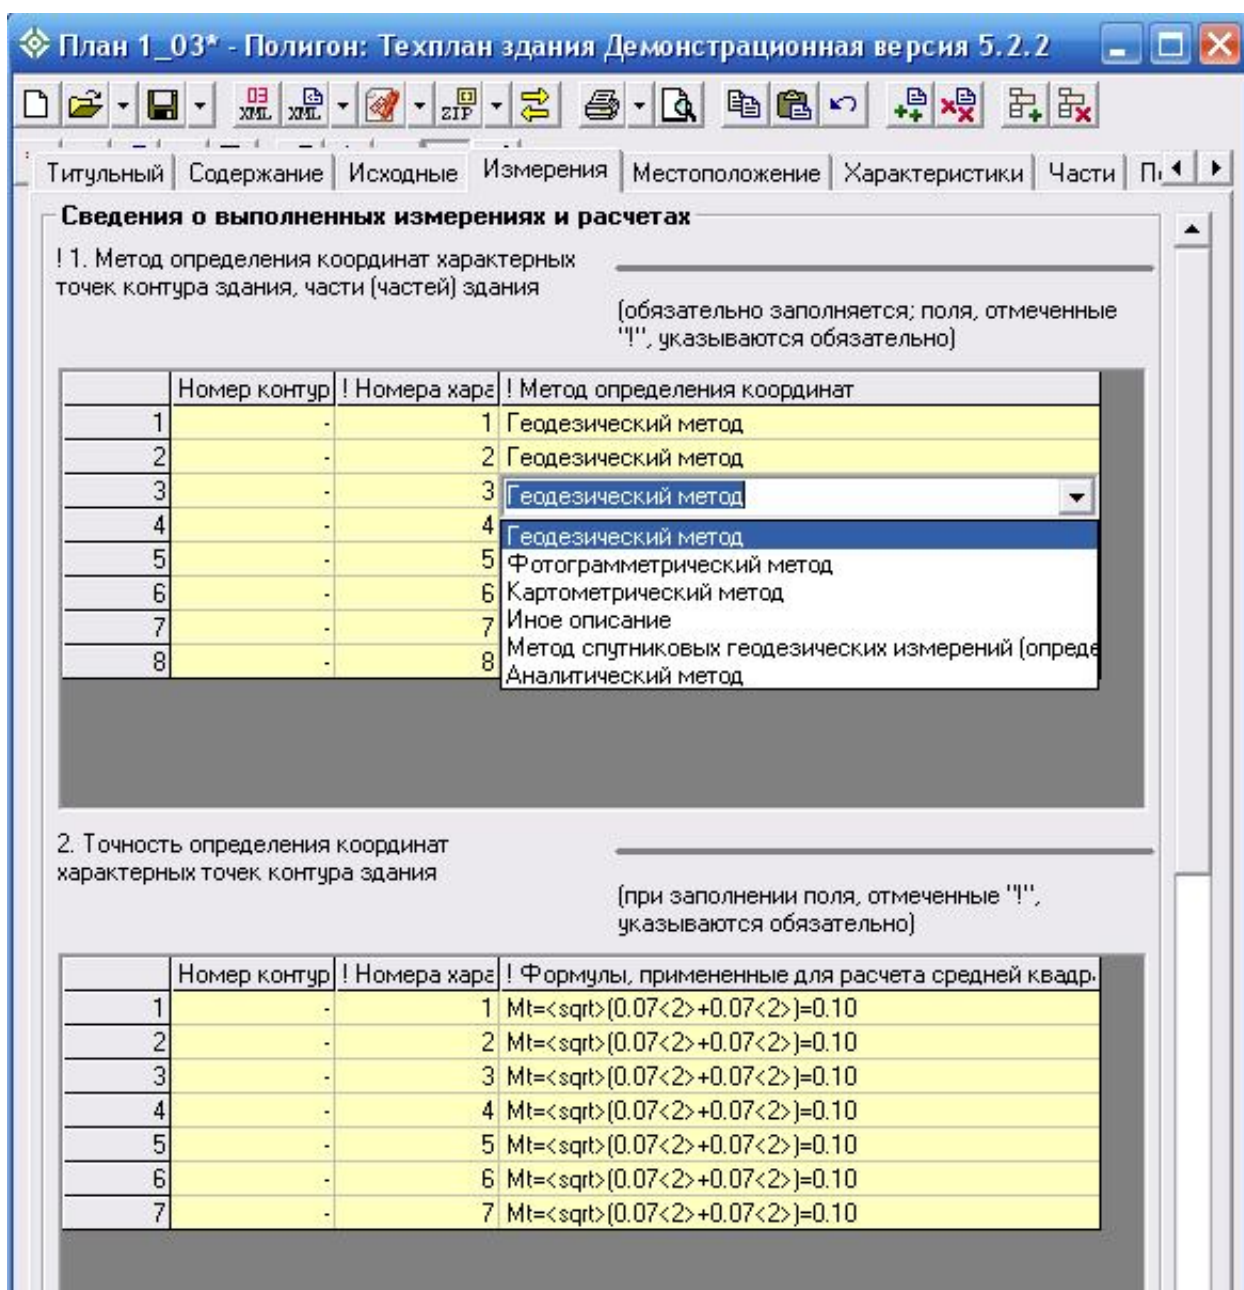 План 1_03* - Полигон: Техплан здания Демонстрационная версия 5.2.2
03 XML XML ZIP
Титульный Содержание Исходные Измерения Местоположение Характеристики Части
Сведения о выполненных измерениях и расчетах
! 1. Метод определения координат характерных
точек контура здания, части (частей) здания
(обязательно заполняется; поля, отмеченные
"!", указываются обязательно)
Номер контур ! Номера хара ! Метод определения координат
1 - 1 Геодезический метод
2 - 2 Геодезический метод
3 - 3 Геодезический метод
4 - 4 Геодезический метод
5 - 5 Фотограмметрический метод
6 - 6 Картометрический метод
7 - 7 Иное описание
8 - 8 Метод спутниковых геодезических измерений (опреде
Аналитический метод
2. Точность определения координат
характерных точек контура здания
(при заполнении поля, отмеченные "!",
указываются обязательно)
Номер контур ! Номера хара ! Формулы, примененные для расчета средней квадр
1 - 1 Mt=<sqrt>(0.07<2>+0.07<2>)=0.10
2 - 2 Mt=<sqrt>(0.07<2>+0.07<2>)=0.10
3 - 3 Mt=<sqrt>(0.07<2>+0.07<2>)=0.10
4 - 4 Mt=<sqrt>(0.07<2>+0.07<2>)=0.10
5 - 5 Mt=<sqrt>(0.07<2>+0.07<2>)=0.10
6 - 6 Mt=<sqrt>(0.07<2>+0.07<2>)=0.10
7 - 7 Mt=<sqrt>(0.07<2>+0.07<2>)=0.10